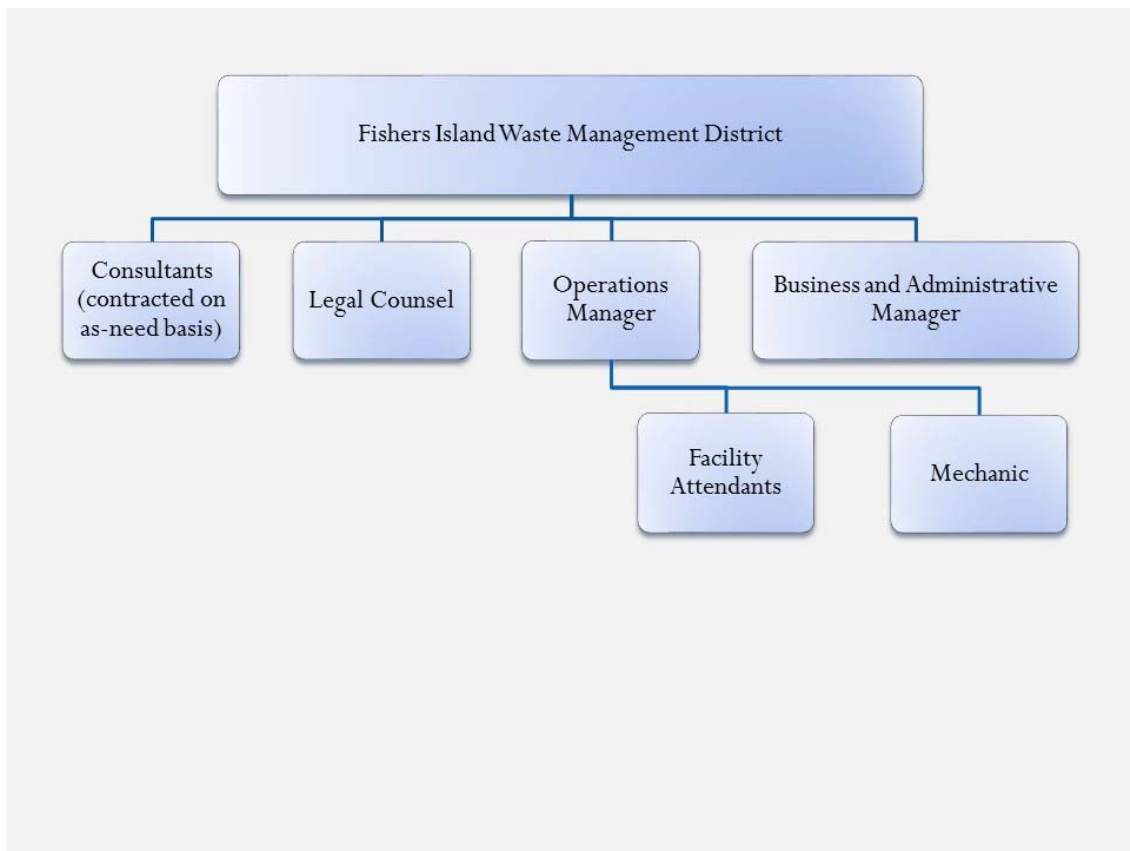 Fishers Island Waste Management District
Consultants
(contracted on
as-need basis)
Legal Counsel
Operations
Manager
Business and Administrative
Manager
Facility
Attendants
Mechanic